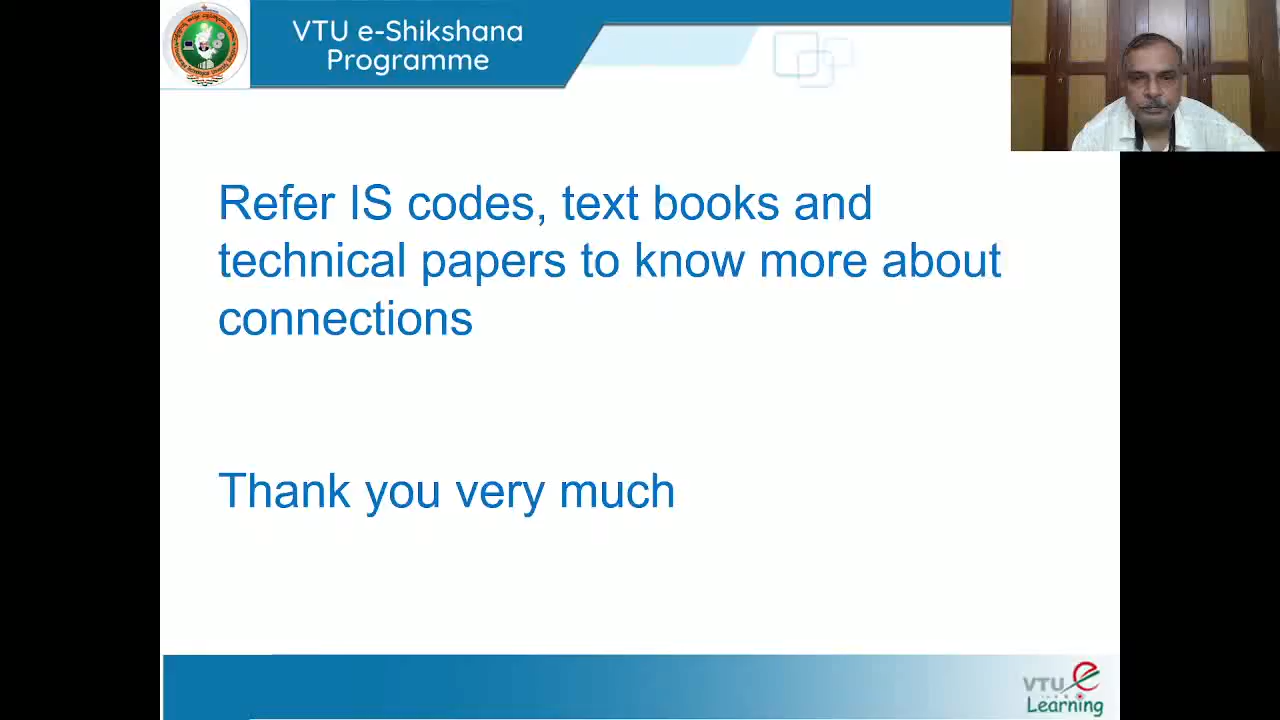 VTU e-Shikshana
Programme
Refer IS codes, text books and
technical papers to know more about
connections
Thank you very much
VTU e
Learning